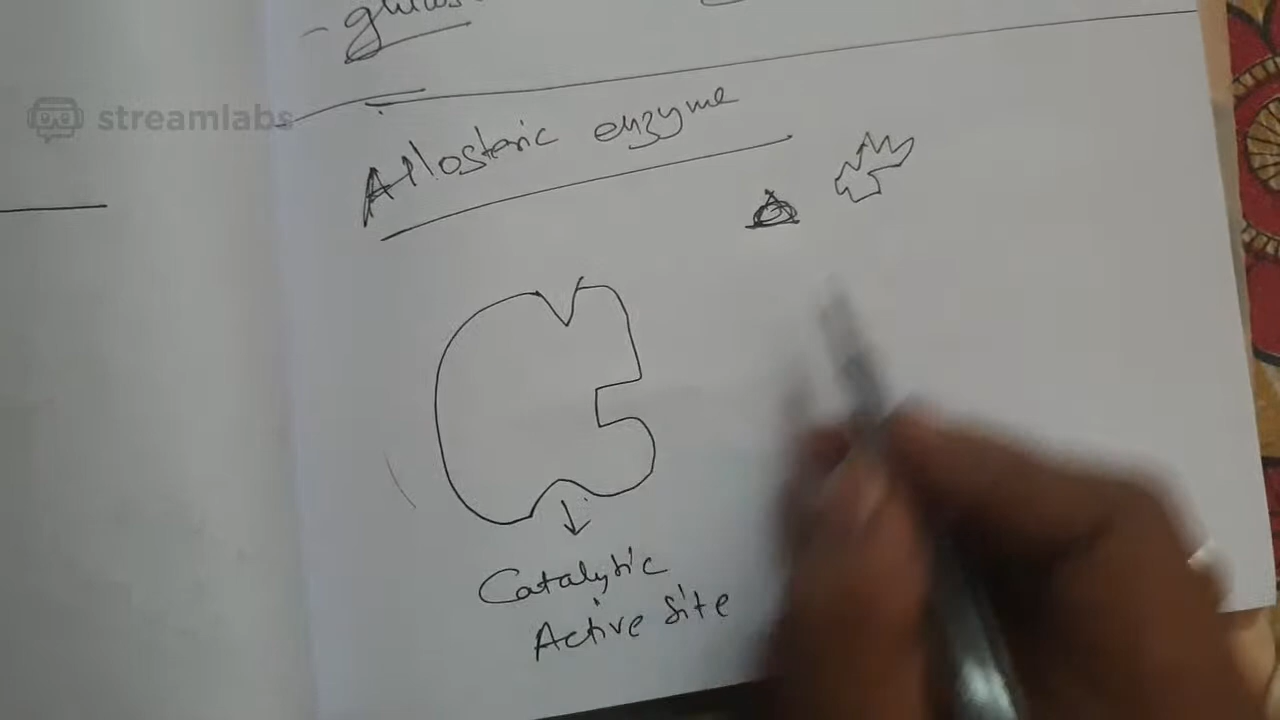 streamlabs
Allosteric enzyme
Catalytic
Active site